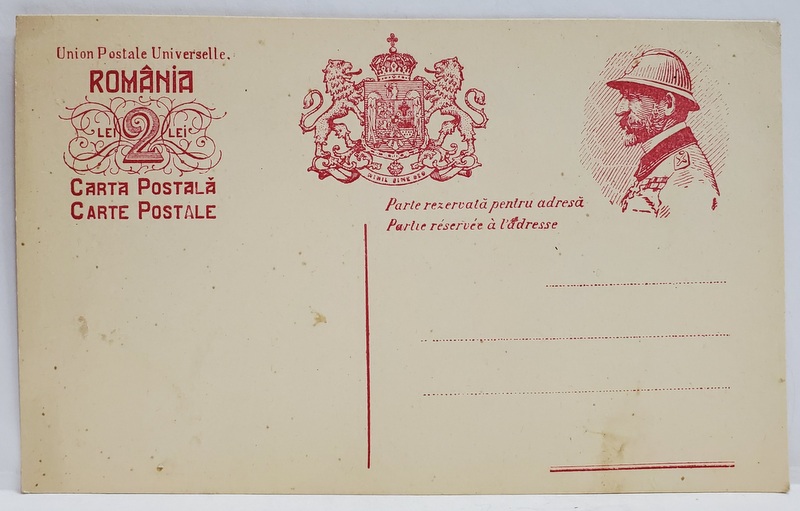 Union Postale Universelle.
ROMÂNIA
LEI 2 LEI
CARTA POSTALĂ
CARTE POSTALE
NIHIL SINE DEO
Parte rezervată pentru adresă
Partie réservée à l'adresse